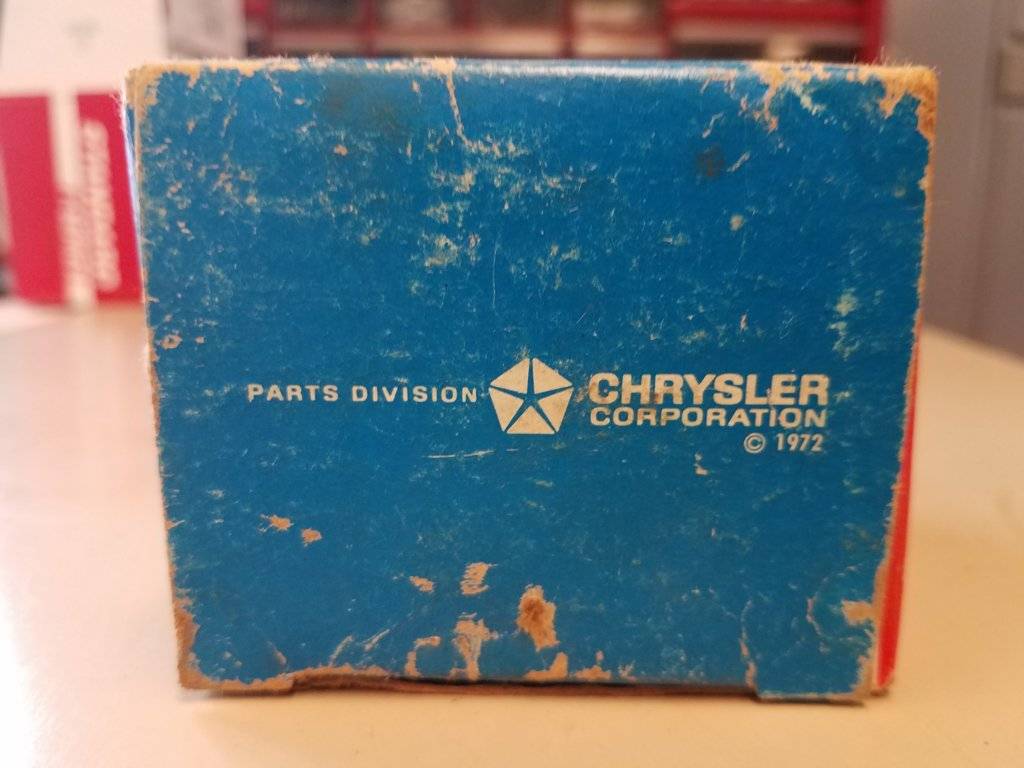 PARTS DIVISION CHRYSLER
CORPORATION
© 1972